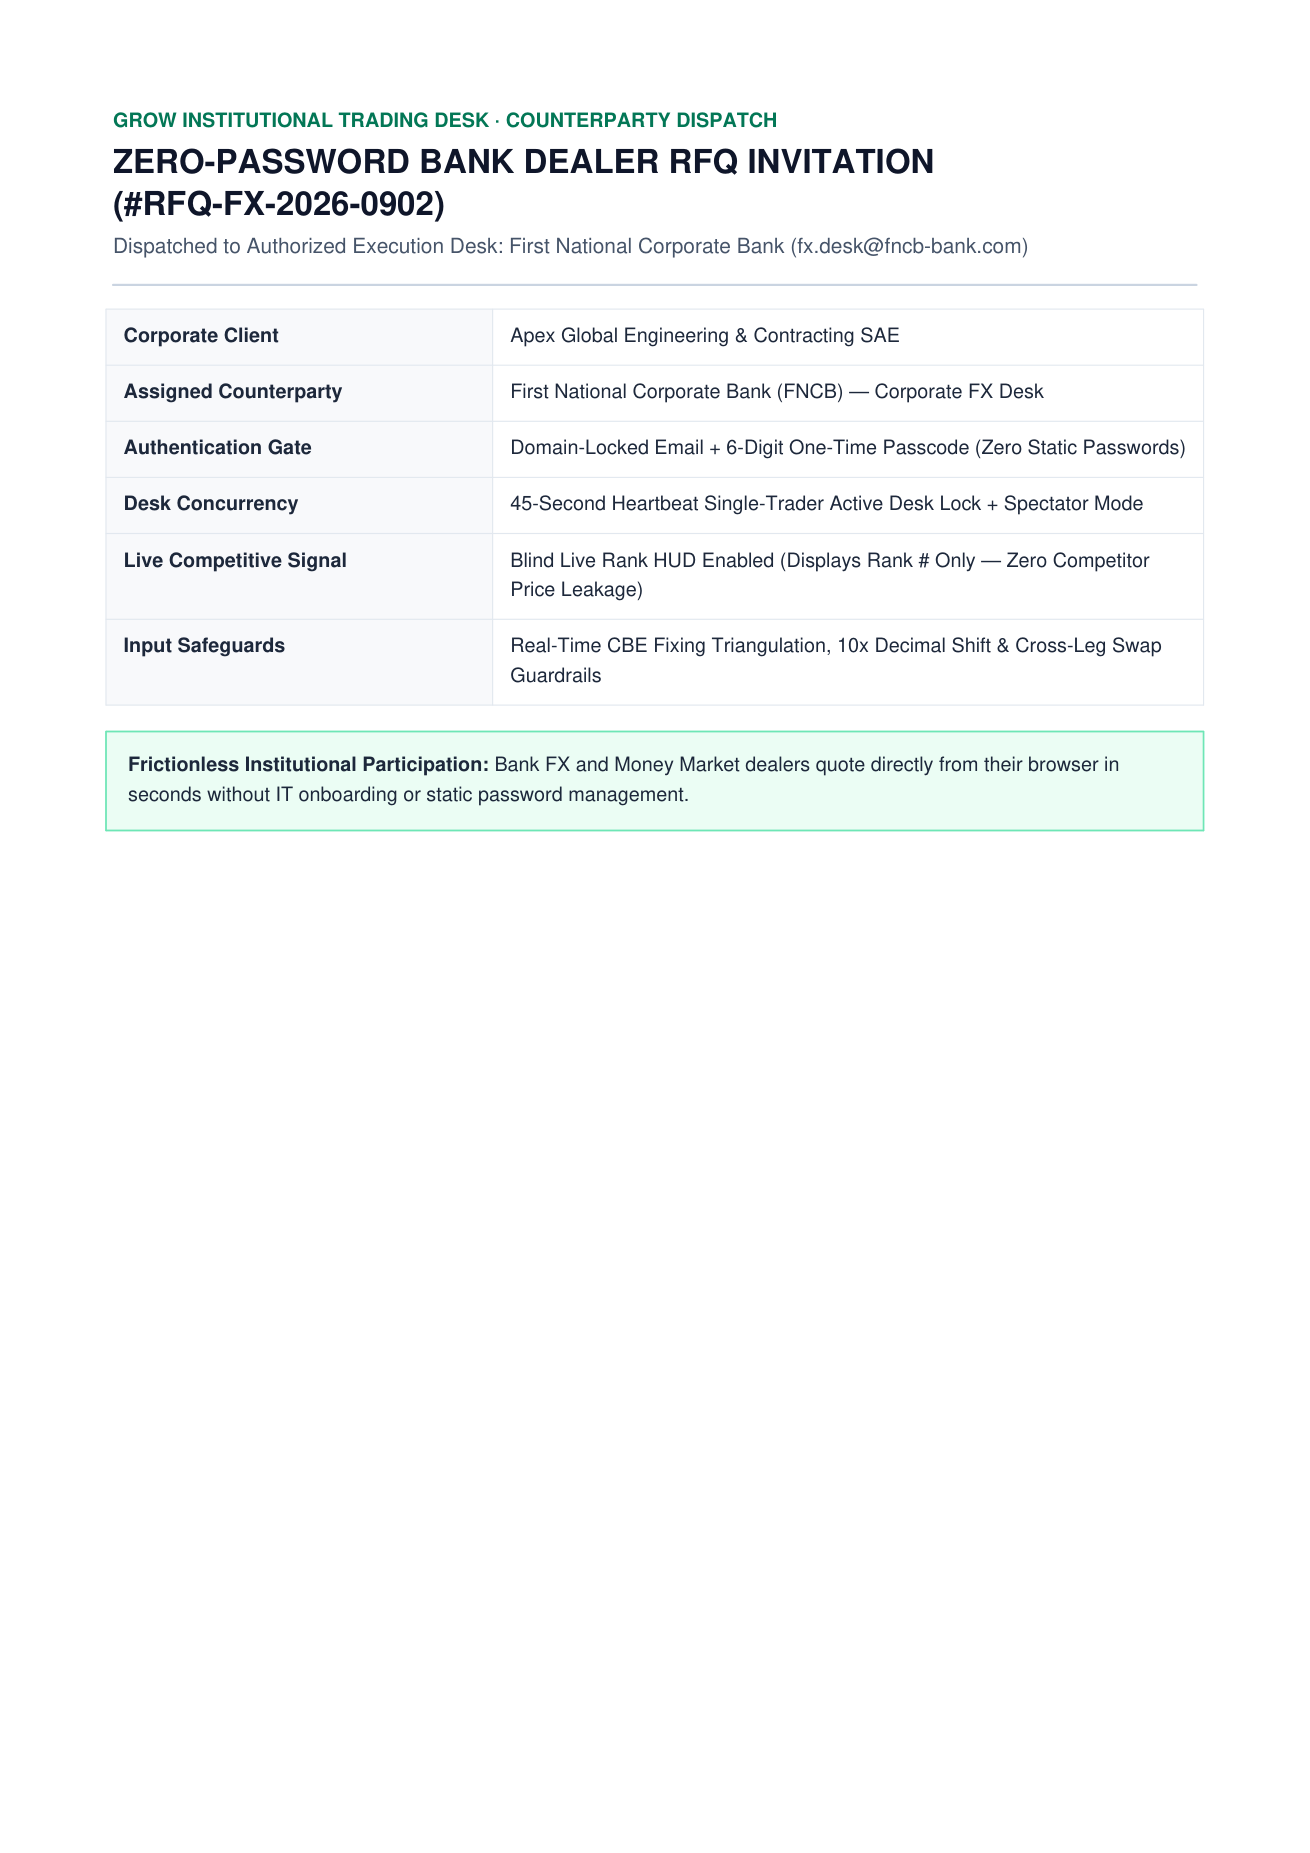 GROW INSTITUTIONAL TRADING DESK · COUNTERPARTY DISPATCH
ZERO-PASSWORD BANK DEALER RFQ INVITATION
(#RFQ-FX-2026-0902)
Dispatched to Authorized Execution Desk: First National Corporate Bank (fx.desk@fncb-bank.com)
Corporate Client
Apex Global Engineering & Contracting SAE
Assigned Counterparty
First National Corporate Bank (FNCB) — Corporate FX Desk
Authentication Gate
Domain-Locked Email + 6-Digit One-Time Passcode (Zero Static Passwords)
Desk Concurrency
45-Second Heartbeat Single-Trader Active Desk Lock + Spectator Mode
Live Competitive Signal
Blind Live Rank HUD Enabled (Displays Rank # Only — Zero Competitor
Price Leakage)
Input Safeguards
Real-Time CBE Fixing Triangulation, 10x Decimal Shift & Cross-Leg Swap
Guardrails
Frictionless Institutional Participation: Bank FX and Money Market dealers quote directly from their browser in
seconds without IT onboarding or static password management.